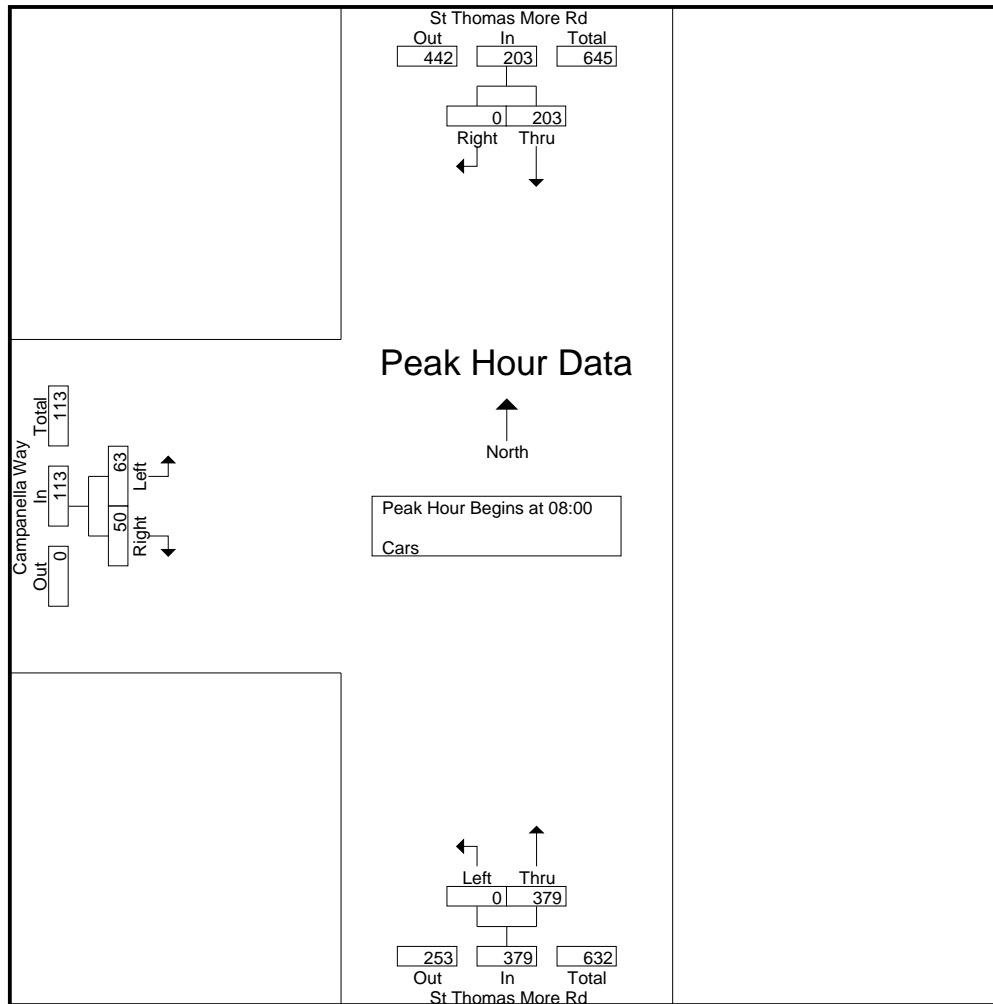 St Thomas More Rd
Out In Total
442 203 645
0 203
Right Thru
Peak Hour Data
North
Peak Hour Begins at 08:00
Cars
Campanella Way
Out In Total
0 113 113
50 63
Right Left
Left Thru
0 379
253 379 632
Out In Total
St Thomas More Rd